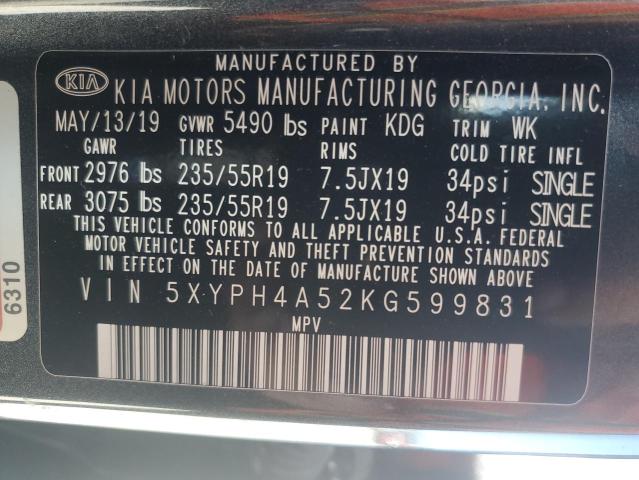 MANUFACTURED BY
KIA KIA MOTORS MANUFACTURING GEORGIA, INC.
MAY/13/19 GVWR 5490 lbs PAINT KDG TRIM WK
GAWR TIRES RIMS COLD TIRE INFL
FRONT 2976 lbs 235/55R19 7.5JX19 34psi SINGLE
REAR 3075 lbs 235/55R19 7.5JX19 34psi SINGLE
THIS VEHICLE CONFORMS TO ALL APPLICABLE U.S.A. FEDERAL
MOTOR VEHICLE SAFETY AND THEFT PREVENTION STANDARDS
IN EFFECT ON THE DATE OF MANUFACTURE SHOWN ABOVE.
VIN 5XYPH4A52KG599831
MPV
6310